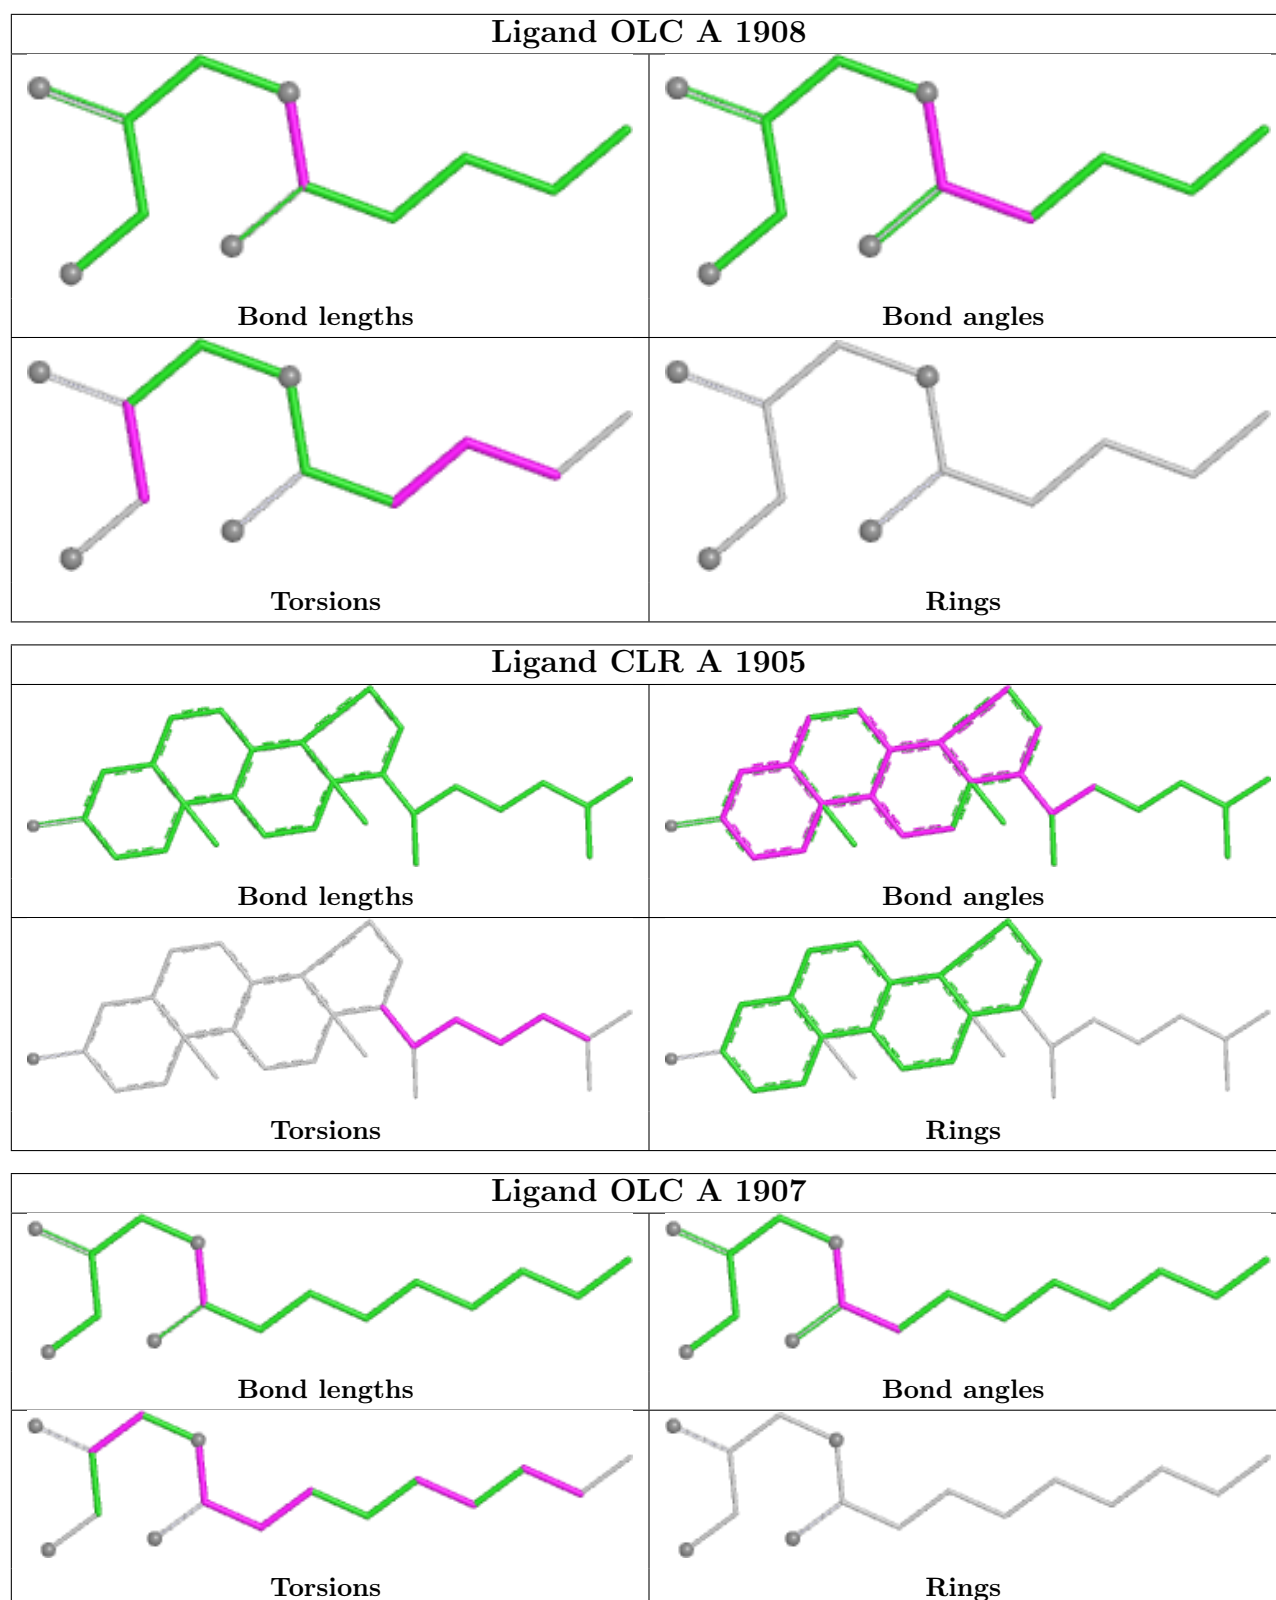 Ligand OLC A 1908
Bond lengths
Bond angles
Torsions
Rings
Ligand CLR A 1905
Bond lengths
Bond angles
Torsions
Rings
Ligand OLC A 1907
Bond lengths
Bond angles
Torsions
Rings